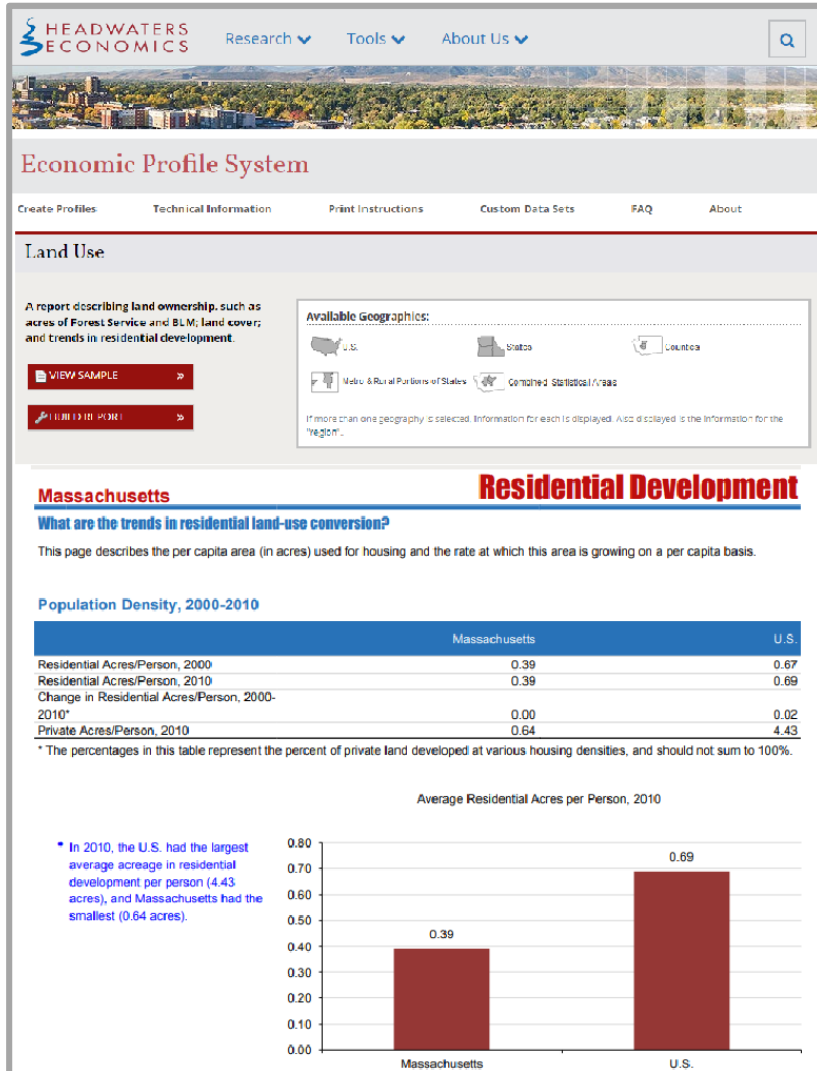 HEADWATERS
ECONOMICS
Research Tools About Us
Economic Profile System
Create Profiles Technical Information Print Instructions Custom Data Sets FAQ About
Land Use
A report describing land ownership, such as
acres of Forest Service and BLM; land cover;
and trends in residential development.
VIEW SAMPLE »
BUILD REPORT »
Available Geographies:
U.S. States Counties
Metro & Rural Portions of States Combined Statistical Areas
If more than one geography is selected, information for each is displayed. Also displayed is the information for the
"region".
Massachusetts Residential Development
What are the trends in residential land-use conversion?
This page describes the per capita area (in acres) used for housing and the rate at which this area is growing on a per capita basis.
Population Density, 2000-2010
Massachusetts U.S.
Residential Acres/Person, 2000 0.39 0.67
Residential Acres/Person, 2010 0.39 0.69
Change in Residential Acres/Person, 2000-
2010* 0.00 0.02
Private Acres/Person, 2010 0.64 4.43
* The percentages in this table represent the percent of private land developed at various housing densities, and should not sum to 100%.
Average Residential Acres per Person, 2010
* In 2010, the U.S. had the largest
average acreage in residential
development per person (4.43
acres), and Massachusetts had the
smallest (0.64 acres).
0.80
0.70
0.60
0.50
0.40
0.30
0.20
0.10
0.00
0.39
0.69
Massachusetts U.S.